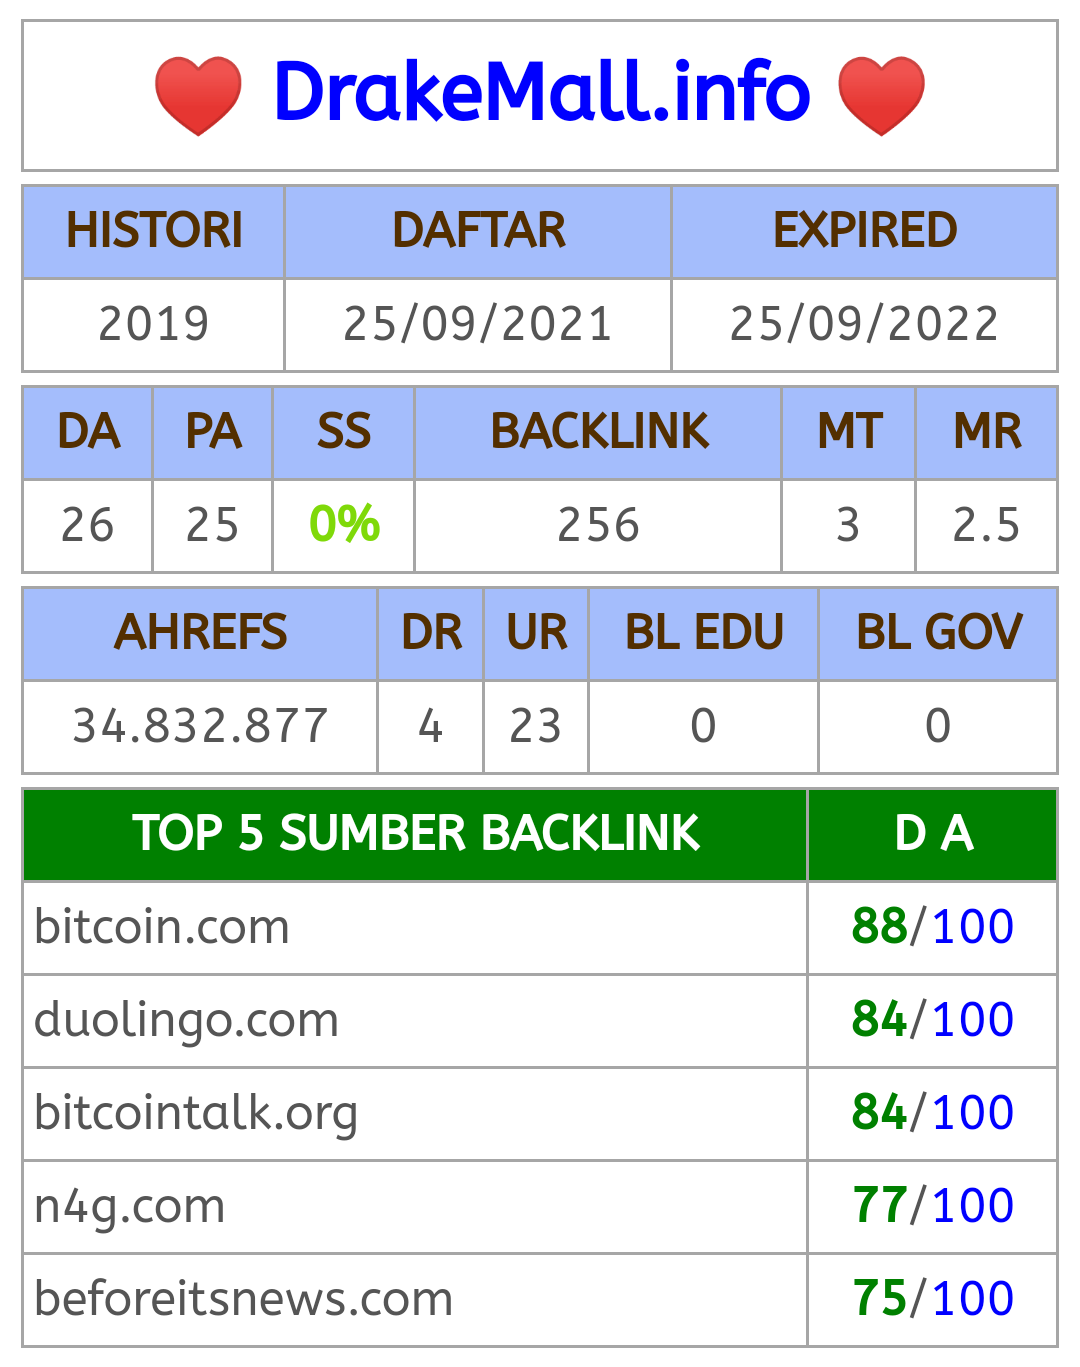 DrakeMall.info
HISTORI DAFTAR EXPIRED
2019 25/09/2021 25/09/2022
DA PA SS BACKLINK MT MR
26 25 0% 256 3 2.5
AHREFS DR UR BL EDU BL GOV
34.832.877 4 23 0 0
TOP 5 SUMBER BACKLINK D A
bitcoin.com 88/100
duolingo.com 84/100
bitcointalk.org 84/100
n4g.com 77/100
beforeitsnews.com 75/100